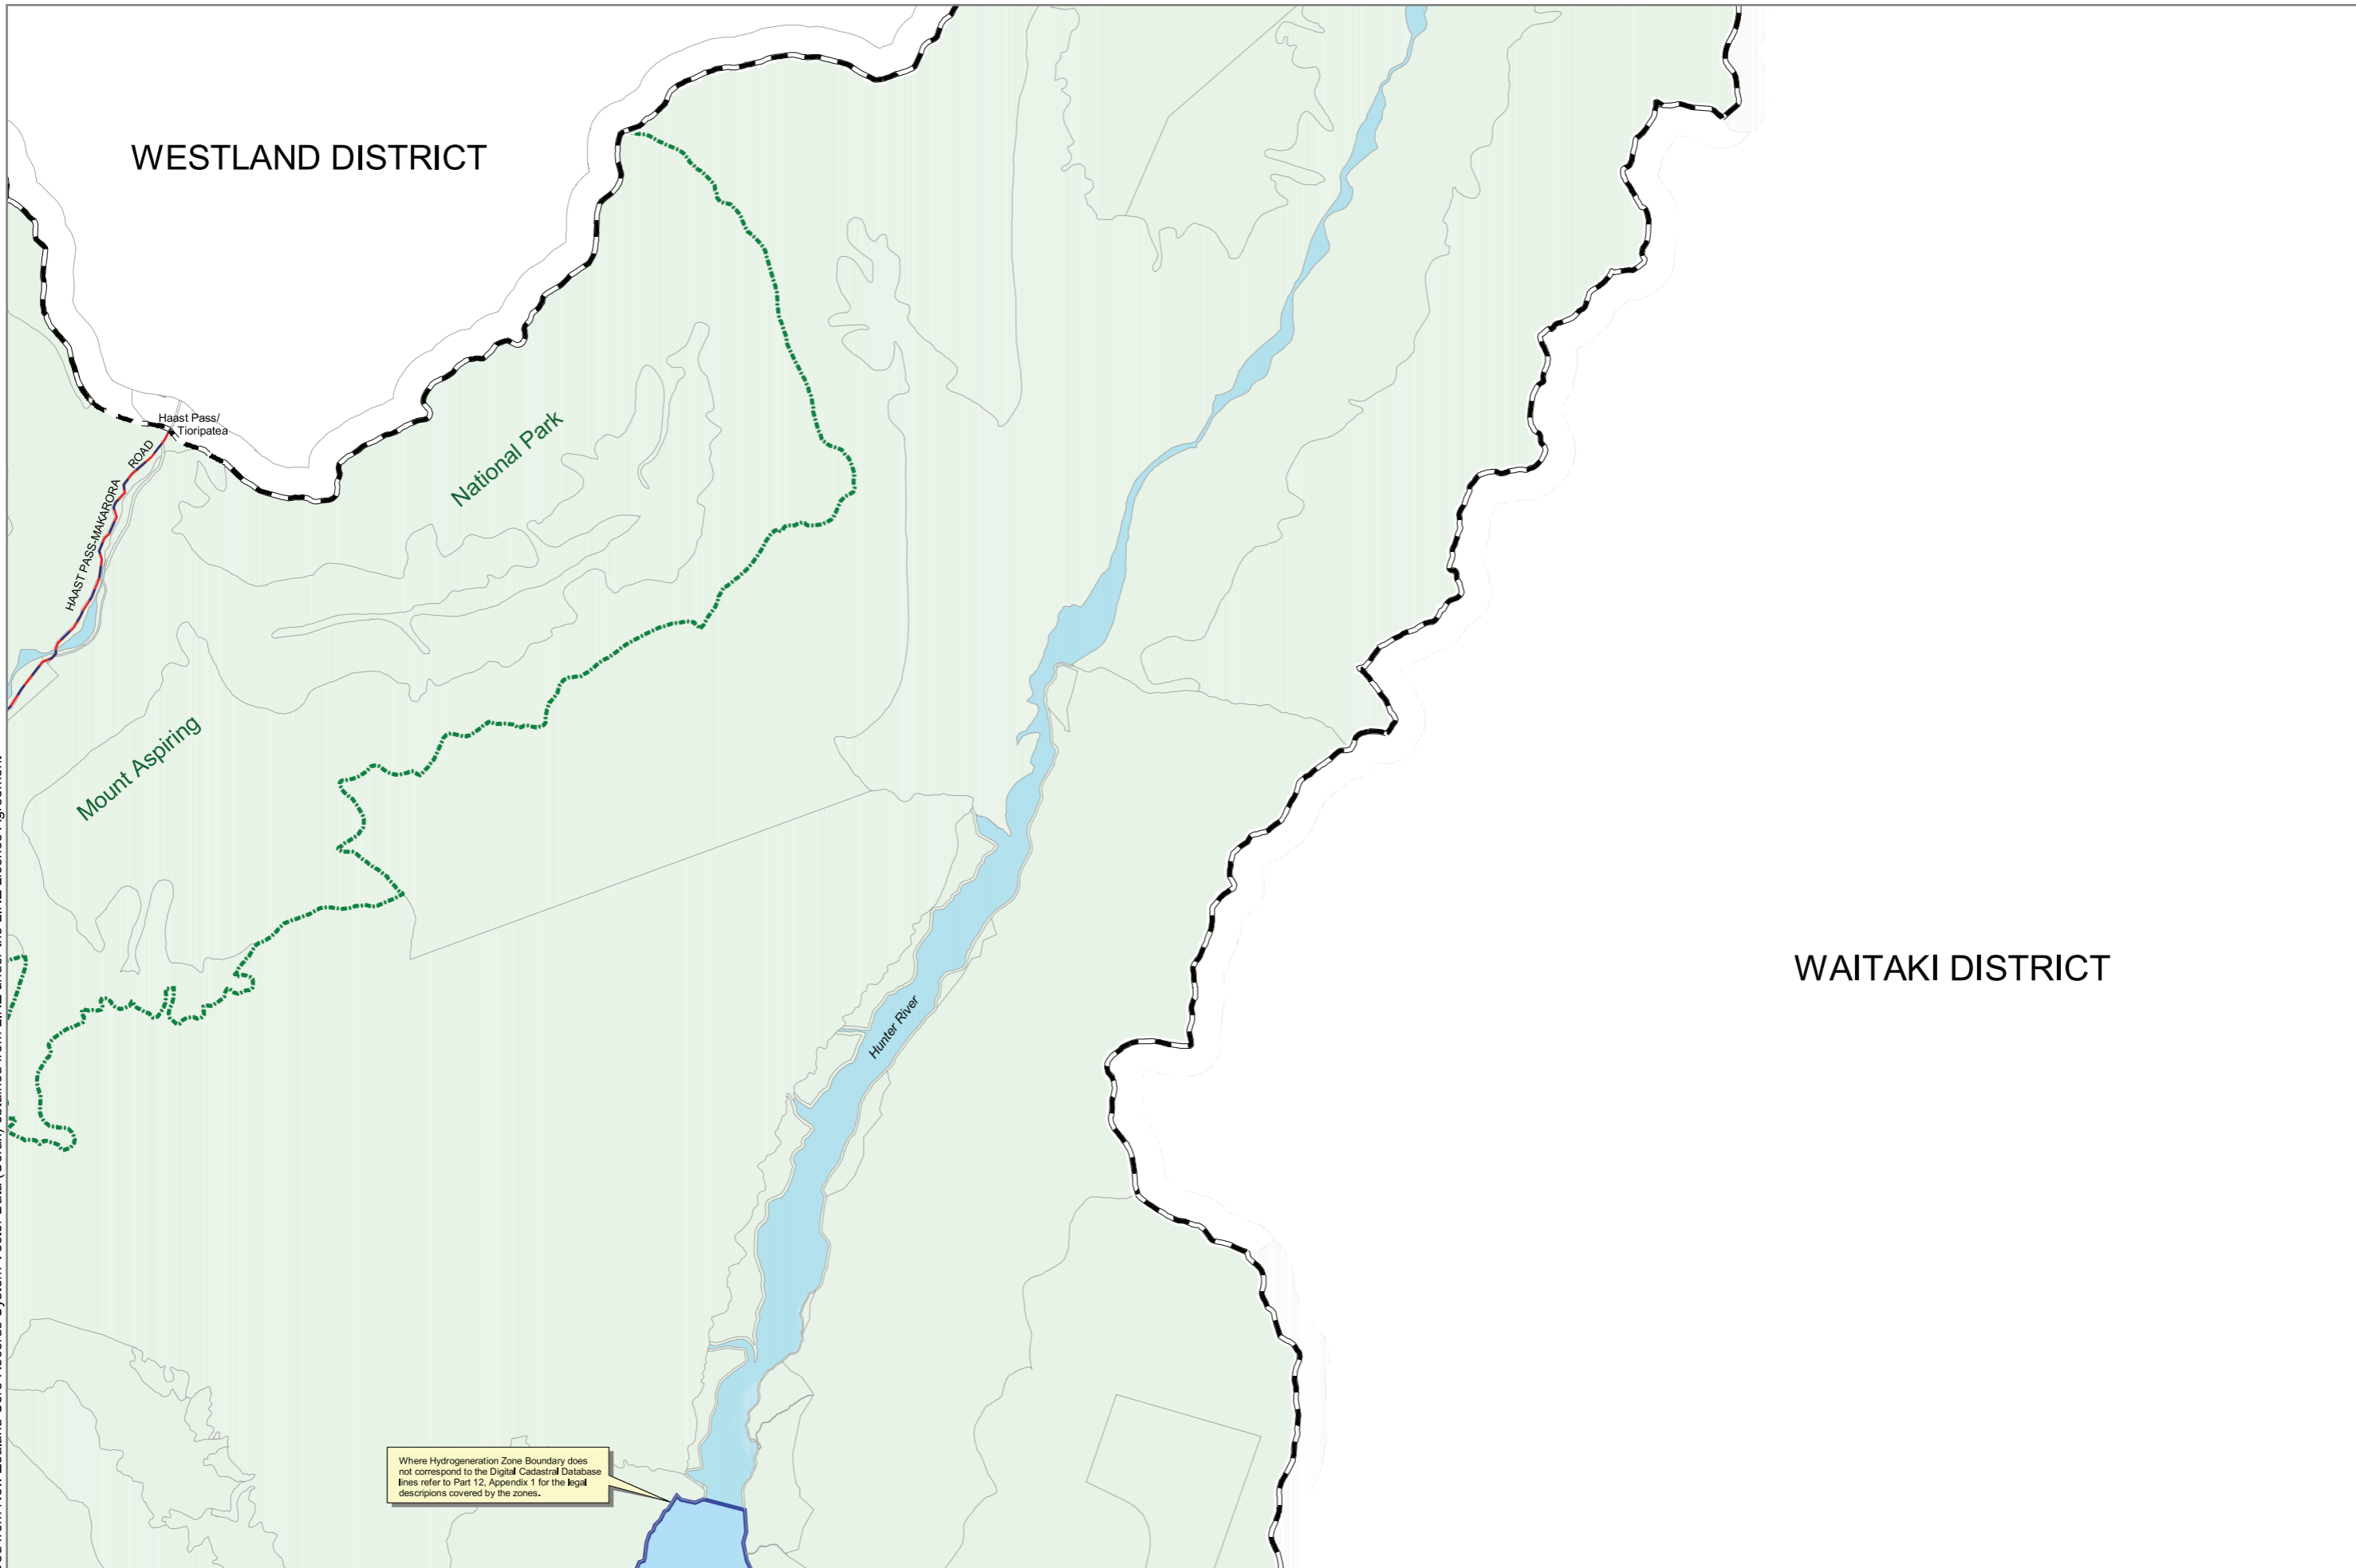 WESTLAND DISTRICT
Haast Pass/
Tioripatea
HAAST PASS-MAKARORA ROAD
National Park
Mount Aspiring
WAITAKI DISTRICT
Hunter River
Where Hydrogeneration Zone Boundary does
not correspond to the Digital Cadastral Database
lines refer to Part 12, Appendix 1 for the legal
descripions covered by the zones.